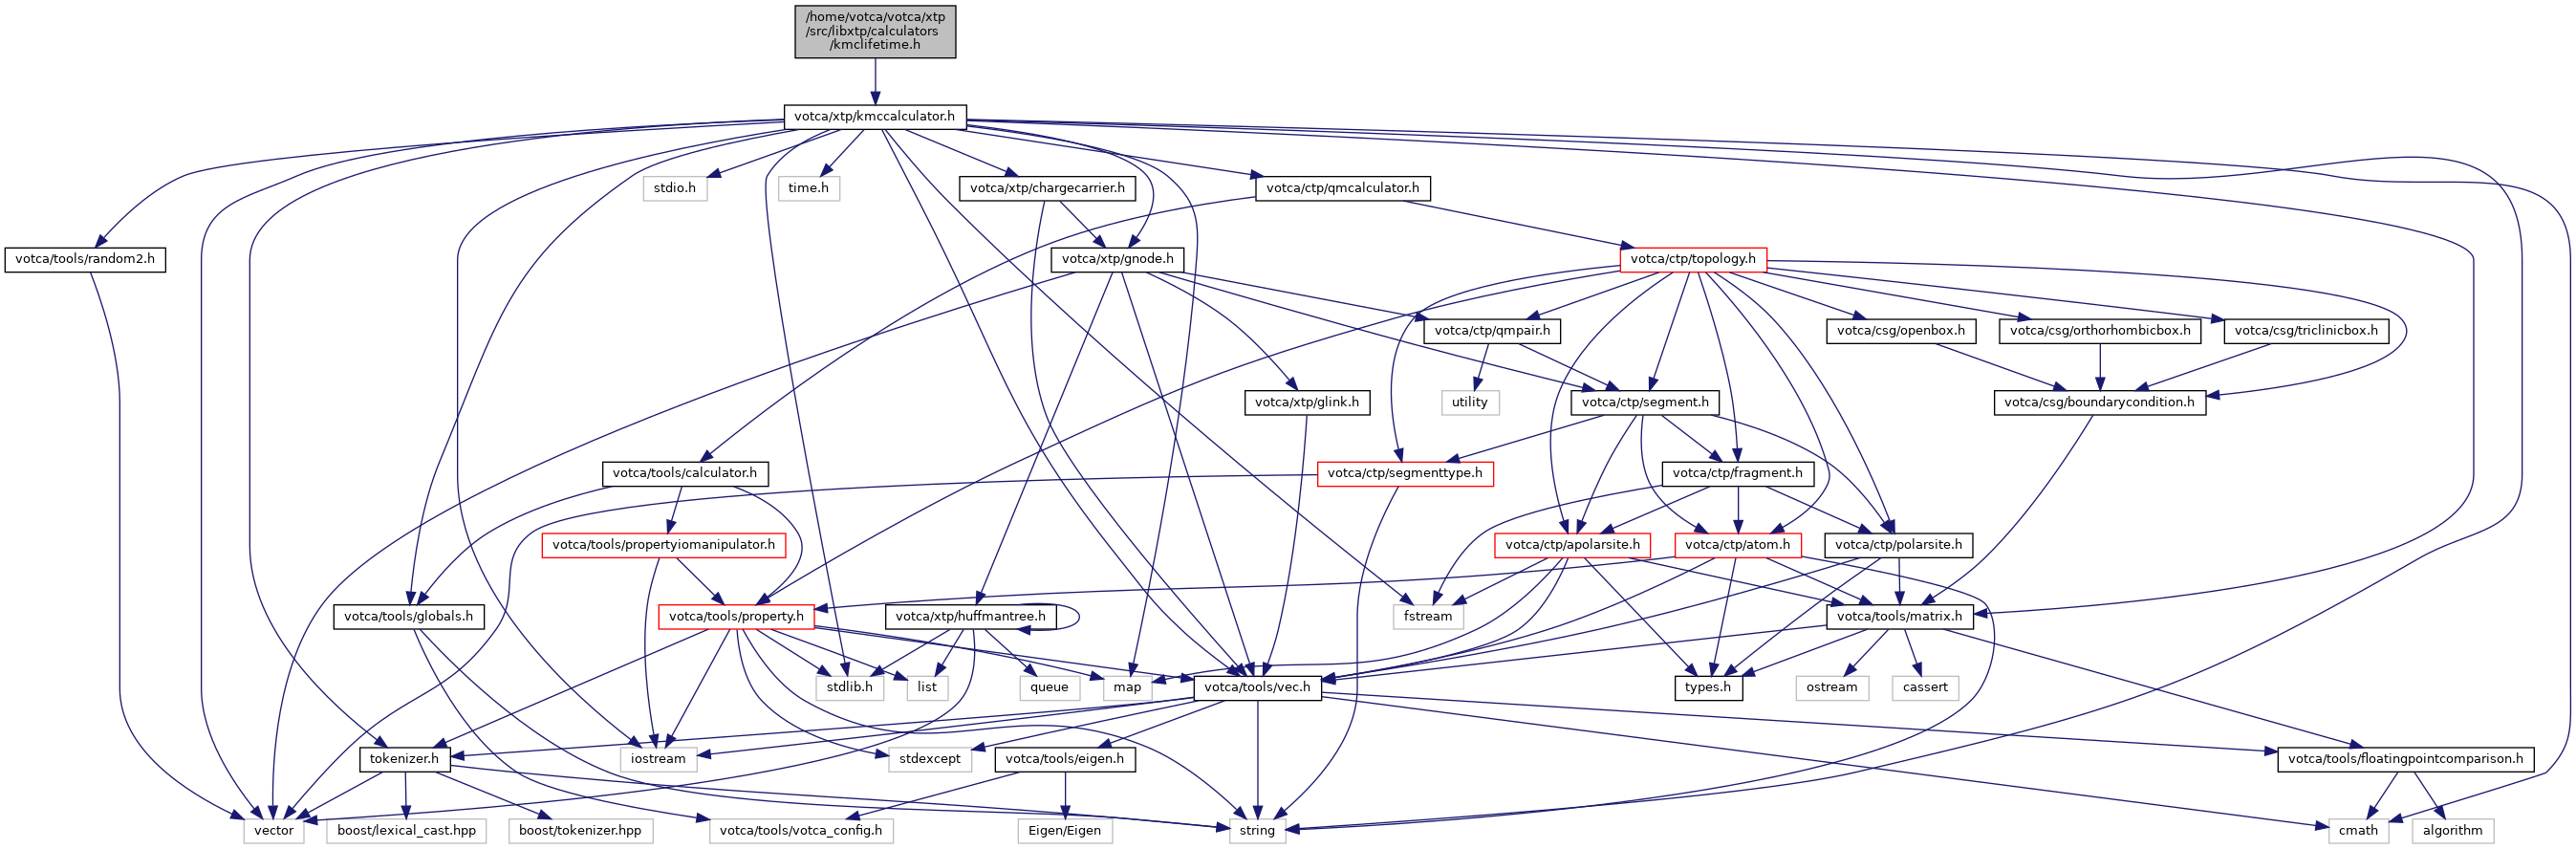 /home/votca/votca/xtp
/src/libxtp/calculators
/kmclifetime.h
votca/xtp/kmccalculator.h
stdio.h
time.h
votca/xtp/chargecarrier.h
votca/ctp/qmcalculator.h
votca/tools/random2.h
votca/xtp/gnode.h
votca/ctp/topology.h
votca/ctp/qmpair.h
votca/csg/openbox.h
votca/csg/orthorhombicbox.h
votca/csg/triclinicbox.h
votca/xtp/glink.h
utility
votca/ctp/segment.h
votca/csg/boundarycondition.h
votca/tools/calculator.h
votca/ctp/segmenttype.h
votca/ctp/fragment.h
votca/tools/propertyiomanipulator.h
votca/ctp/apolarsite.h
votca/ctp/atom.h
votca/ctp/polarsite.h
votca/tools/globals.h
votca/tools/property.h
votca/xtp/huffmantree.h
fstream
votca/tools/matrix.h
stdlib.h
list
queue
map
votca/tools/vec.h
types.h
ostream
cassert
tokenizer.h
iostream
stdexcept
votca/tools/eigen.h
votca/tools/floatingpointcomparison.h
vector
boost/lexical_cast.hpp
boost/tokenizer.hpp
votca/tools/votca_config.h
Eigen/Eigen
string
cmath
algorithm